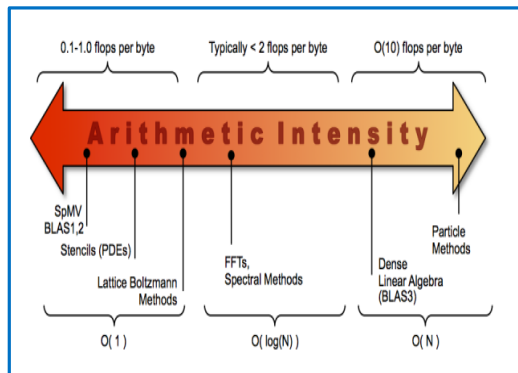 0.1-1.0 flops per byte
Typically < 2 flops per byte
O(10) flops per byte
Arithmetic Intensity
SpMV
BLAS1,2
Stencils (PDEs)
Lattice Boltzmann
Methods
FFTs,
Spectral Methods
Dense
Linear Algebra
(BLAS3)
Particle
Methods
O( 1 )
O( log(N) )
O( N )